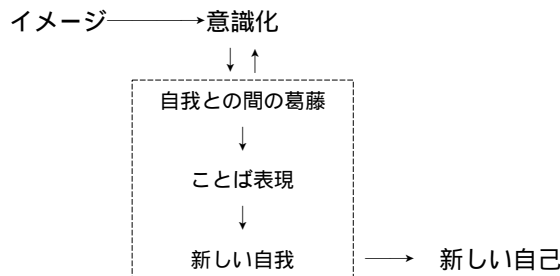 イメージ 意識化
自我との間の葛藤
ことば表現
新しい自我 新しい自己